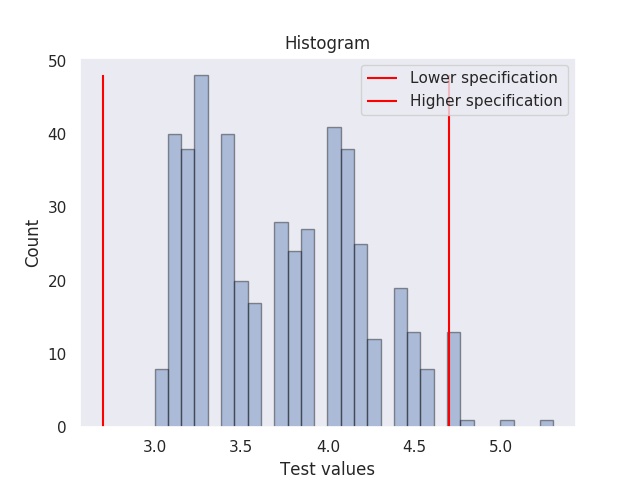 Histogram
50
40
30
20
10
0
Count
Lower specification
Higher specification
3.0 3.5 4.0 4.5 5.0
Test values